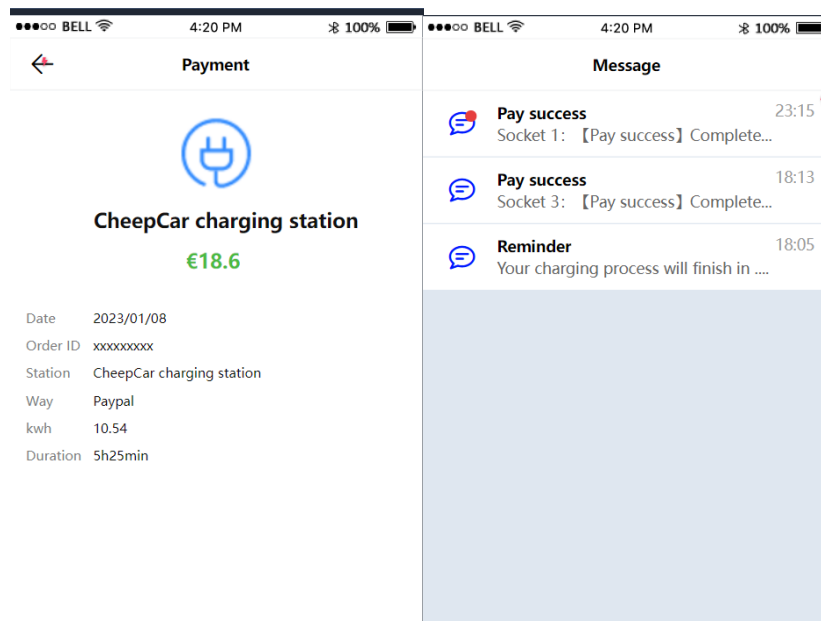 BELL 4:20 PM 100%
Payment
CheepCar charging station
€18.6
Date 2023/01/08
Order ID xxxxxxxxx
Station CheepCar charging station
Way Paypal
kwh 10.54
Duration 5h25min
BELL 4:20 PM 100%
Message
Pay success 23:15
Socket 1: 【Pay success】Complete...
Pay success 18:13
Socket 3: 【Pay success】Complete...
Reminder 18:05
Your charging process will finish in ....